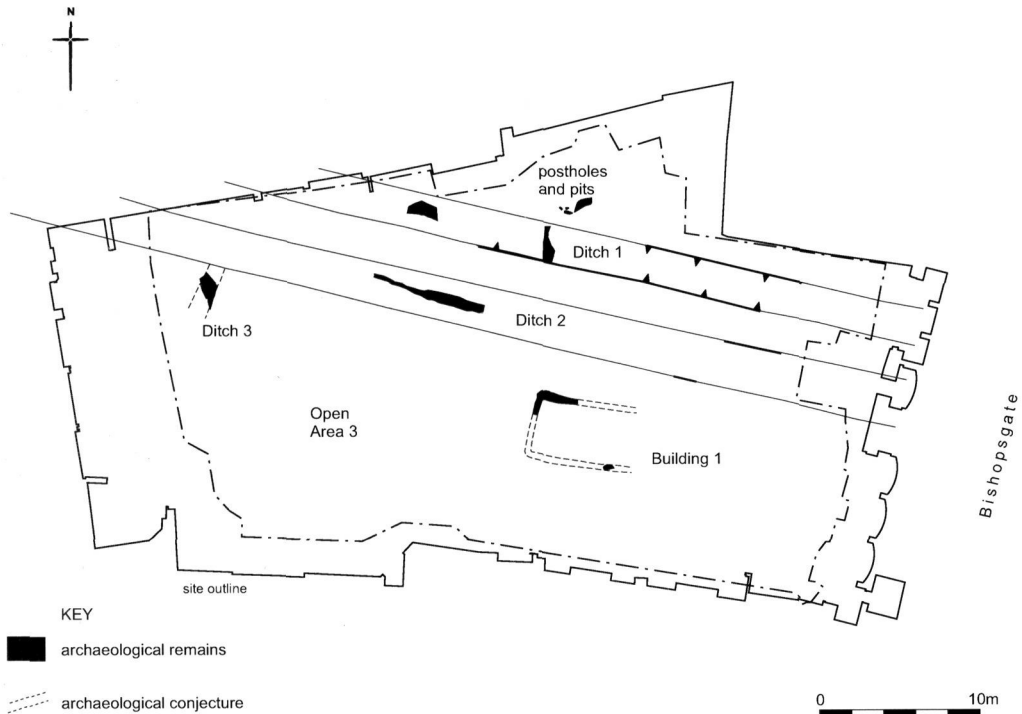 N
postholes
and pits
Ditch 1
Ditch 2
Ditch 3
Open
Area 3
Building 1
Bishopsgate
site outline
KEY
archaeological remains
archaeological conjecture
0 10m